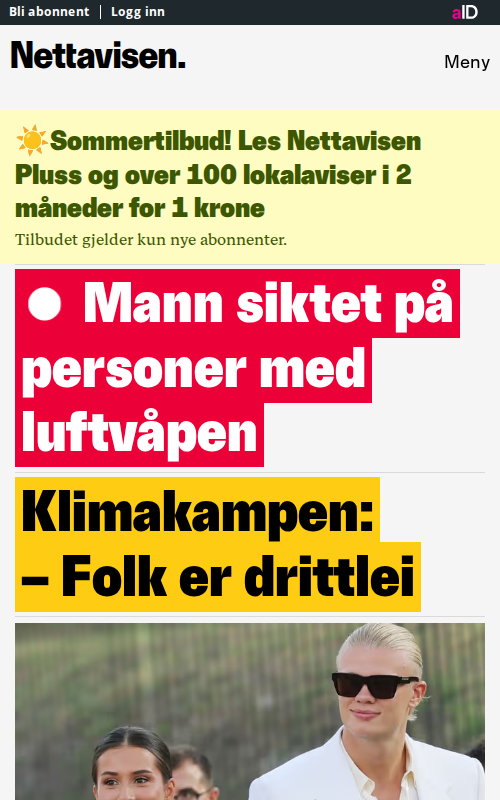 Bli abonnent | Logg inn
aID
Nettavisen.
Meny
☀️Sommertilbud! Les Nettavisen
Pluss og over 100 lokalaviser i 2
måneder for 1 krone
Tilbudet gjelder kun nye abonnenter.
Mann siktet på
personer med
luftvåpen
Klimakampen:
– Folk er drittlei